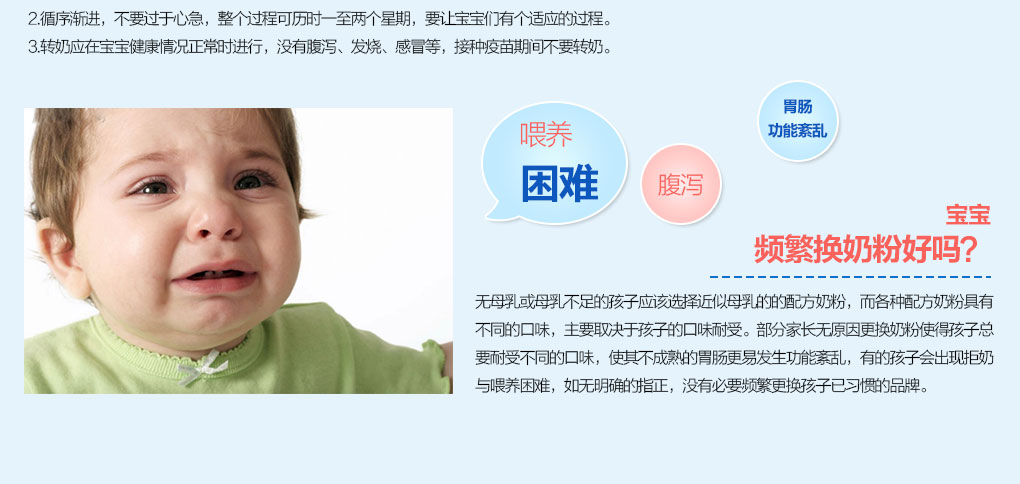 2.循序渐进，不要过于心急，整个过程可历时一至两个星期，要让宝宝们有个适应的过程。
3.转奶应在宝宝健康情况正常时进行，没有腹泻、发烧、感冒等，接种疫苗期间不要转奶。
喂养
困难
腹泻
胃肠
功能紊乱
宝宝
频繁换奶粉好吗?
无母乳或母乳不足的孩子应该选择近似母乳的的配方奶粉，而各种配方奶粉具有
不同的口味，主要取决于孩子的口味耐受。部分家长无原因更换奶粉使得孩子总
要耐受不同的口味，使其不成熟的胃肠更易发生功能紊乱，有的孩子会出现拒奶
与喂养困难，如无明确的指正，没有必要频繁更换孩子已习惯的品牌。